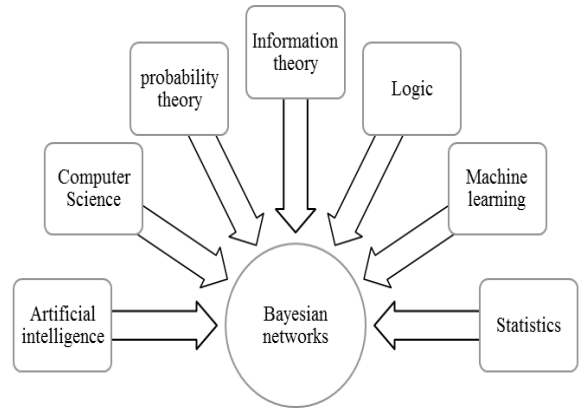 Information
theory
probability
theory
Logic
Computer
Science
Machine
learning
Artificial
intelligence
Bayesian
networks
Statistics